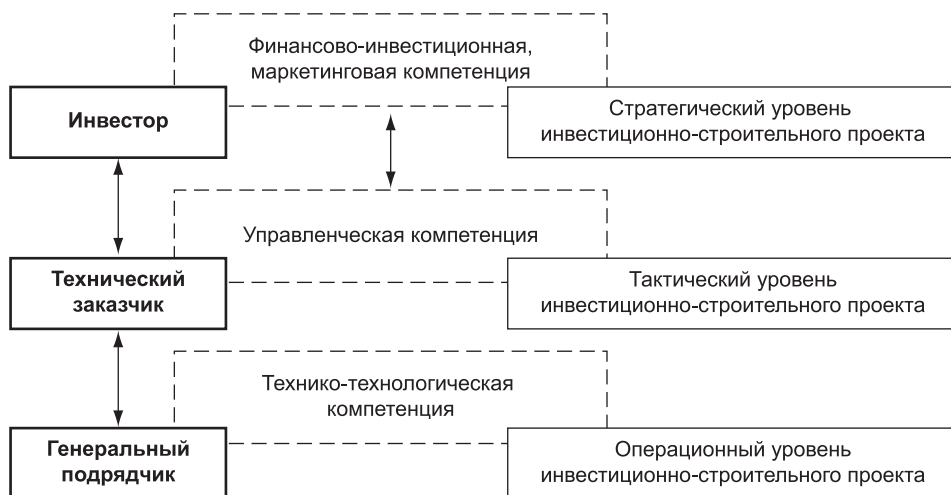 Финансово-инвестиционная,
маркетинговая компетенция
Инвестор
Стратегический уровень
инвестиционно-строительного проекта
Управленческая компетенция
Технический
заказчик
Тактический уровень
инвестиционно-строительного проекта
Технико-технологическая
компетенция
Генеральный
подрядчик
Операционный уровень
инвестиционно-строительного проекта